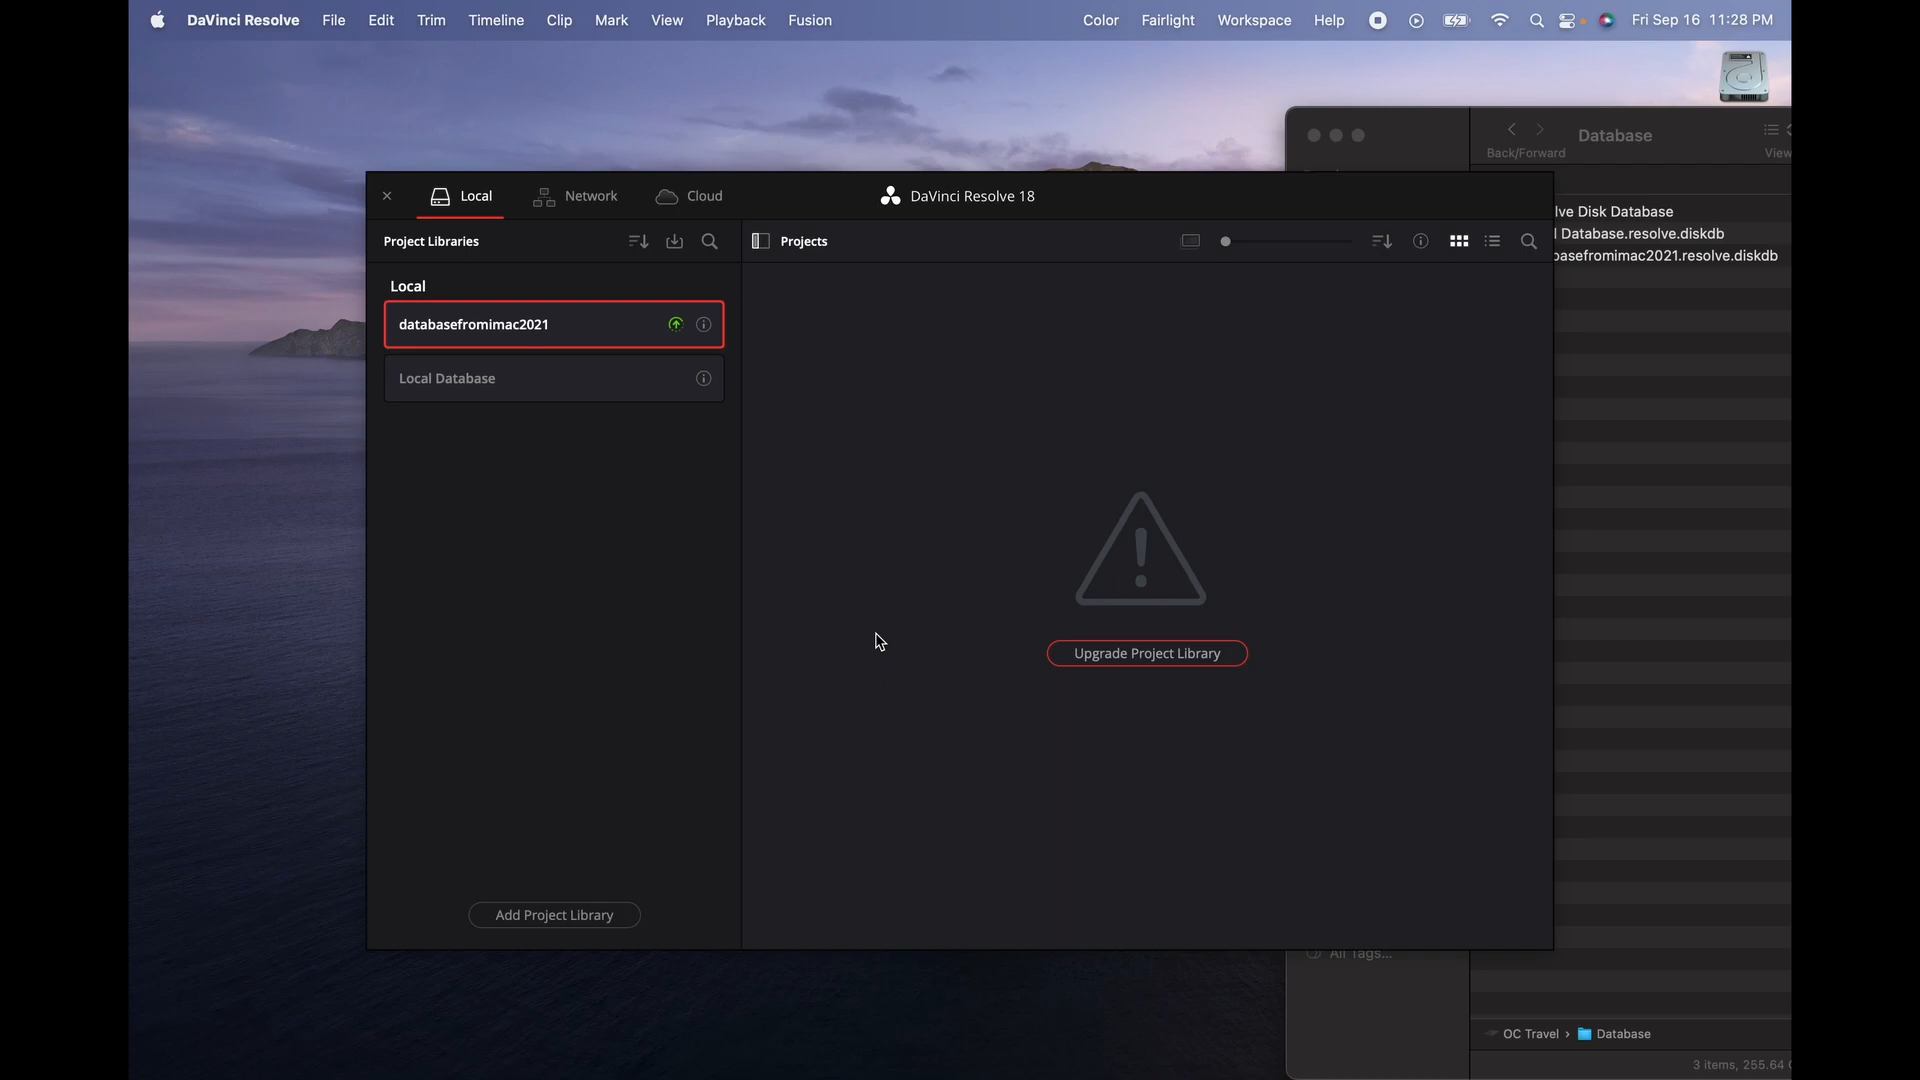 DaVinci Resolve File Edit Trim Timeline Clip Mark View Playback Fusion Color Fairlight Workspace Help Fri Sep 16 11:28 PM
Database
Back/Forward
View
Local Network Cloud DaVinci Resolve 18
Project Libraries
Projects
Local
databasefromimac2021
Local Database
Upgrade Project Library
Add Project Library
lve Disk Database
l Database.resolve.diskdb
basefromimac2021.resolve.diskdb
All Tags...
OC Travel › Database
3 items, 255.64